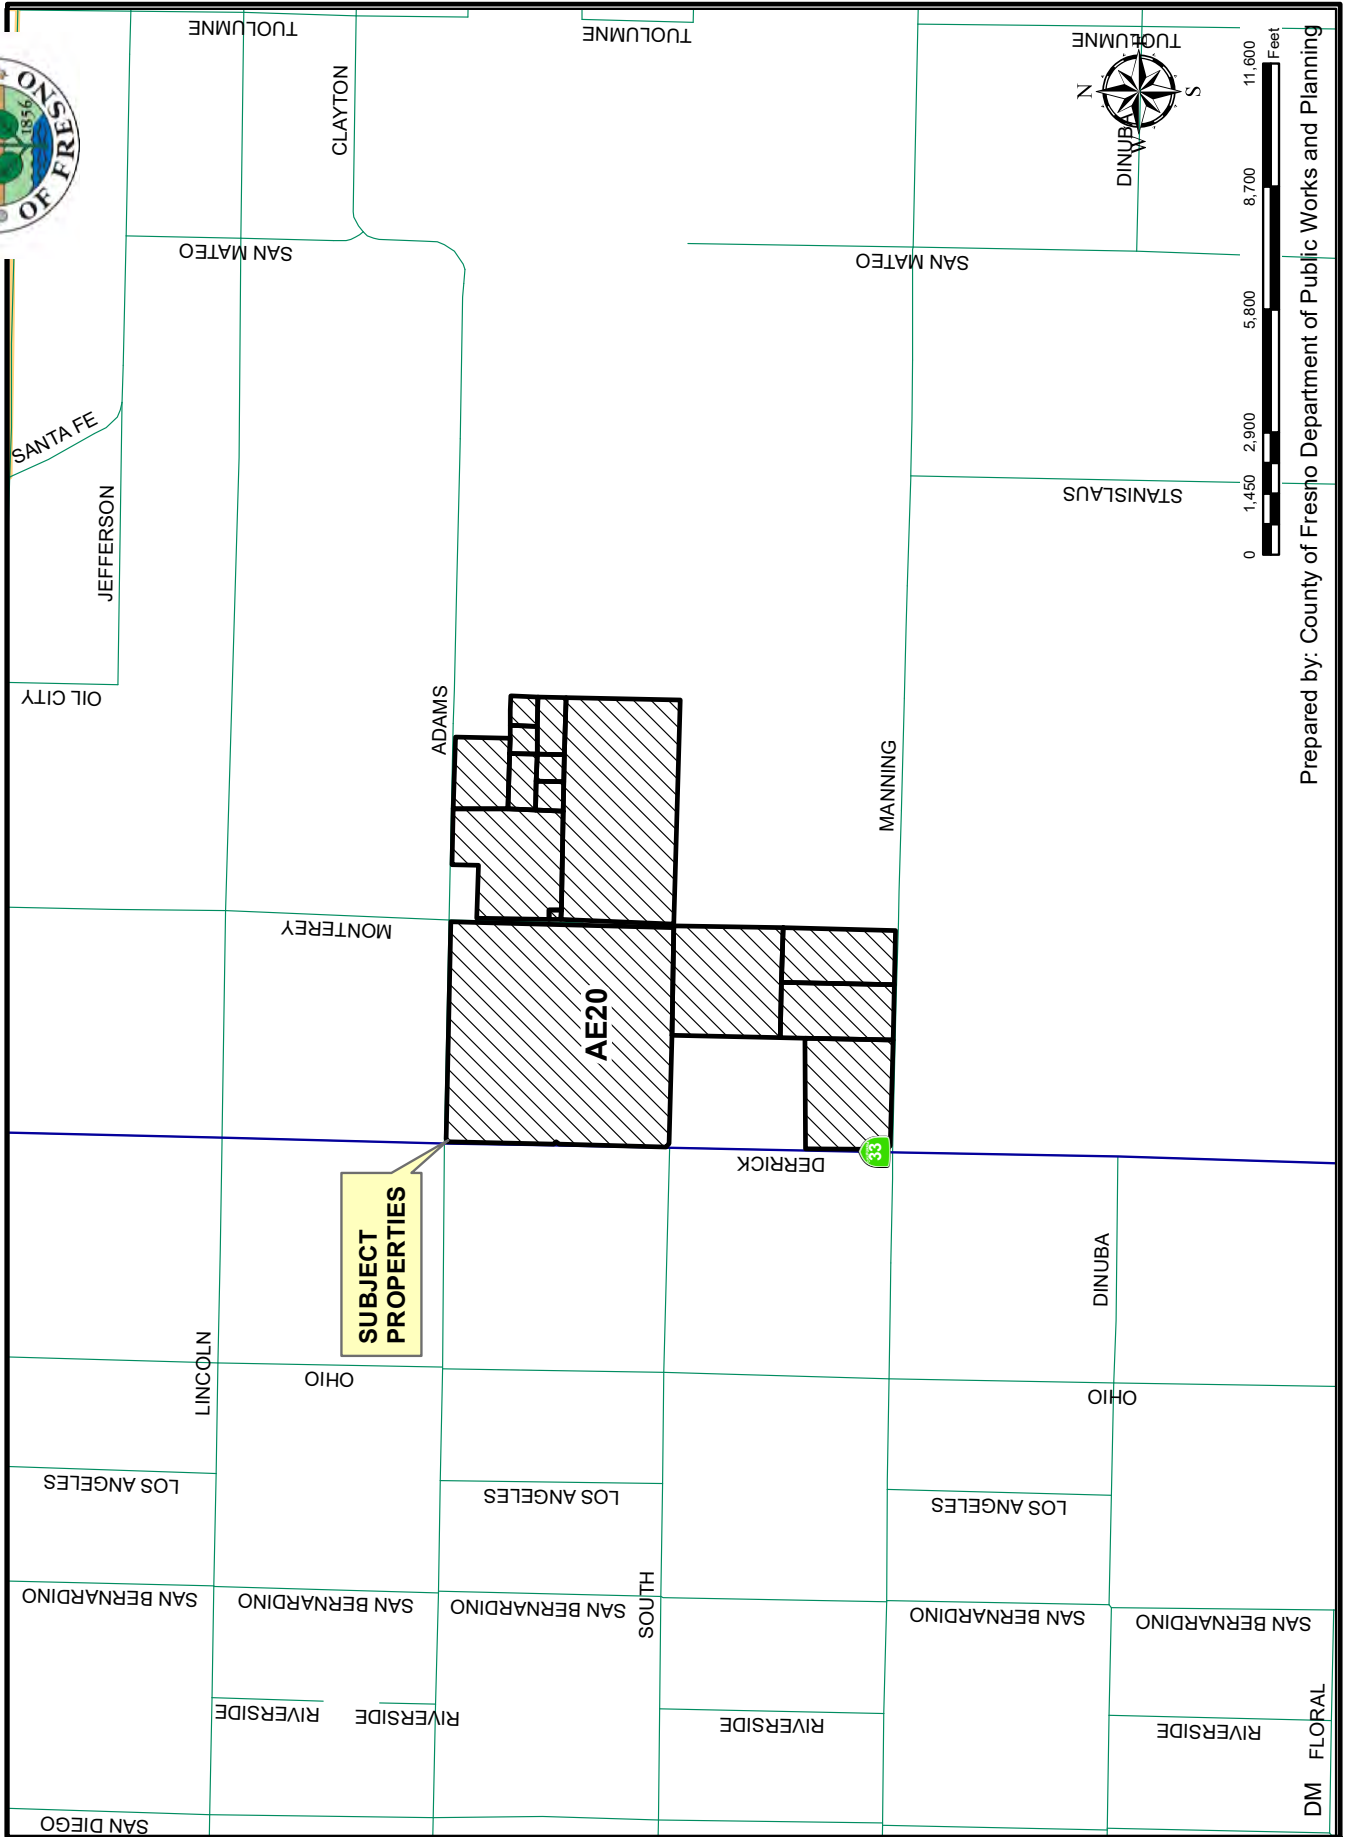 SAN DIEGO
SAN BERNARDINO
LOS ANGELES
OIL CITY
JEFFERSON
SANTA FE
OF FRESNO
1856
LINCOLN
SAN MATEO
TUOLUMNE
RIVERSIDE
SAN BERNARDINO
OHIO
MONTEREY
CLAYTON
RIVERSIDE
SUBJECT
PROPERTIES
ADAMS
SAN BERNARDINO
LOS ANGELES
AE20
TUOLUMNE
SOUTH
RIVERSIDE
DERRICK
33
MANNING
SAN MATEO
SAN BERNARDINO
LOS ANGELES
DINUBA
OHIO
STANISLAUS
DINUBA
TUOLUMNE
N
W
E
S
RIVERSIDE
SAN BERNARDINO
0 1,450 2,900 5,800 8,700 11,600
Feet
DM
FLORAL
Prepared by: County of Fresno Department of Public Works and Planning